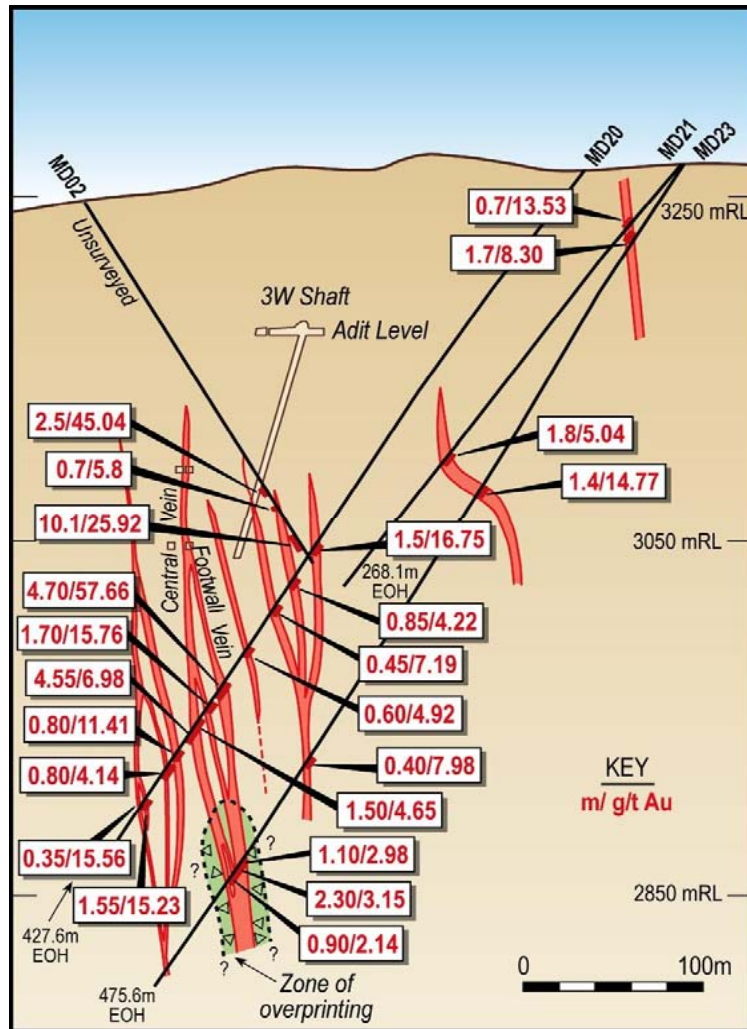 MD02
MD20
MD21
MD23
Unsurveyed
0.7/13.53
3250 mRL
1.7/8.30
3W Shaft
Adit Level
2.5/45.04
0.7/5.8
10.1/25.92
1.8/5.04
1.4/14.77
Central Vein
Footwall Vein
1.5/16.75
3050 mRL
268.1m
EOH
4.70/57.66
1.70/15.76
4.55/6.98
0.80/11.41
0.80/4.14
0.85/4.22
0.45/7.19
0.60/4.92
0.40/7.98
KEY
m/ g/t Au
1.50/4.65
0.35/15.56
1.55/15.23
1.10/2.98
2.30/3.15
0.90/2.14
2850 mRL
427.6m
EOH
475.6m
EOH
?
?
?
?
Zone of
overprinting
0
100m